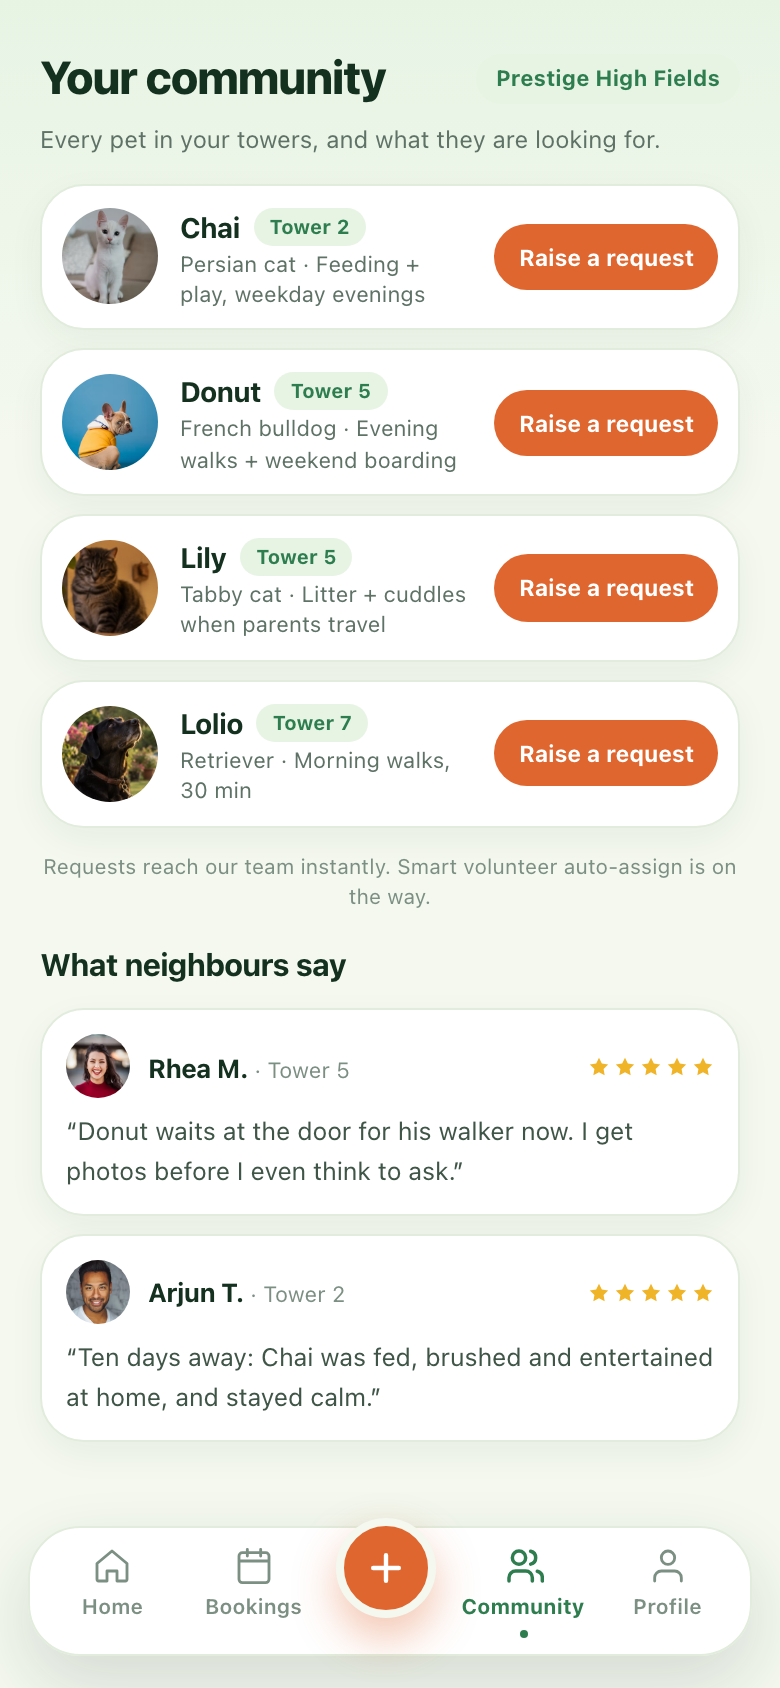 Your community
Prestige High Fields
Every pet in your towers, and what they are looking for.
Chai
Tower 2
Persian cat · Feeding +
play, weekday evenings
Raise a request
Donut
Tower 5
French bulldog · Evening
walks + weekend boarding
Raise a request
Lily
Tower 5
Tabby cat · Litter + cuddles
when parents travel
Raise a request
Lolio
Tower 7
Retriever · Morning walks,
30 min
Raise a request
Requests reach our team instantly. Smart volunteer auto-assign is on
the way.
What neighbours say
Rhea M. · Tower 5
“Donut waits at the door for his walker now. I get
photos before I even think to ask.”
Arjun T. · Tower 2
“Ten days away: Chai was fed, brushed and entertained
at home, and stayed calm.”
Home
Bookings
Community
Profile